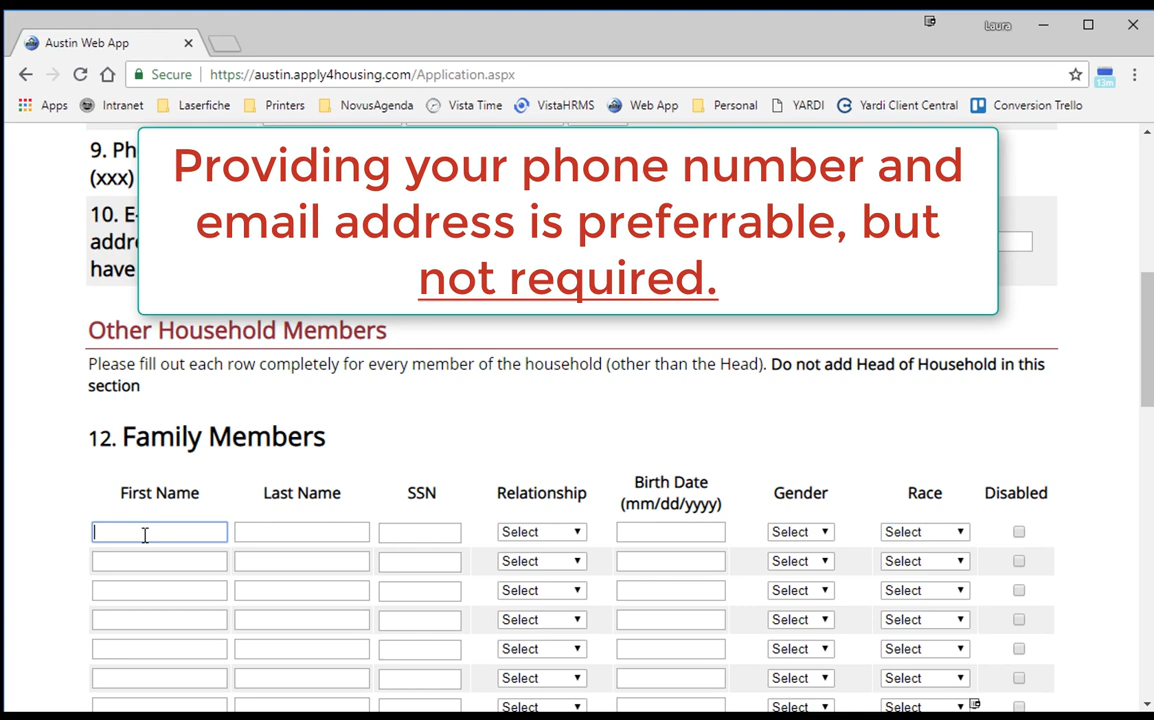 Laura
Austin Web App
Secure https://austin.apply4housing.com/Application.aspx
13m
Apps Intranet Laserfiche Printers NovusAgenda Vista Time VistaHRMS Web App Personal YARDI Yardi Client Central Conversion Trello
Providing your phone number and
email address is preferrable, but
not required.
9. Ph
(xxx)
10. E-
addre
have
Other Household Members
Please fill out each row completely for every member of the household (other than the Head). Do not add Head of Household in this
section
12. Family Members
First Name Last Name SSN Relationship Birth Date (mm/dd/yyyy) Gender Race Disabled
Select Select Select
Select Select Select
Select Select Select
Select Select Select
Select Select Select
Select Select Select
Select Select Select